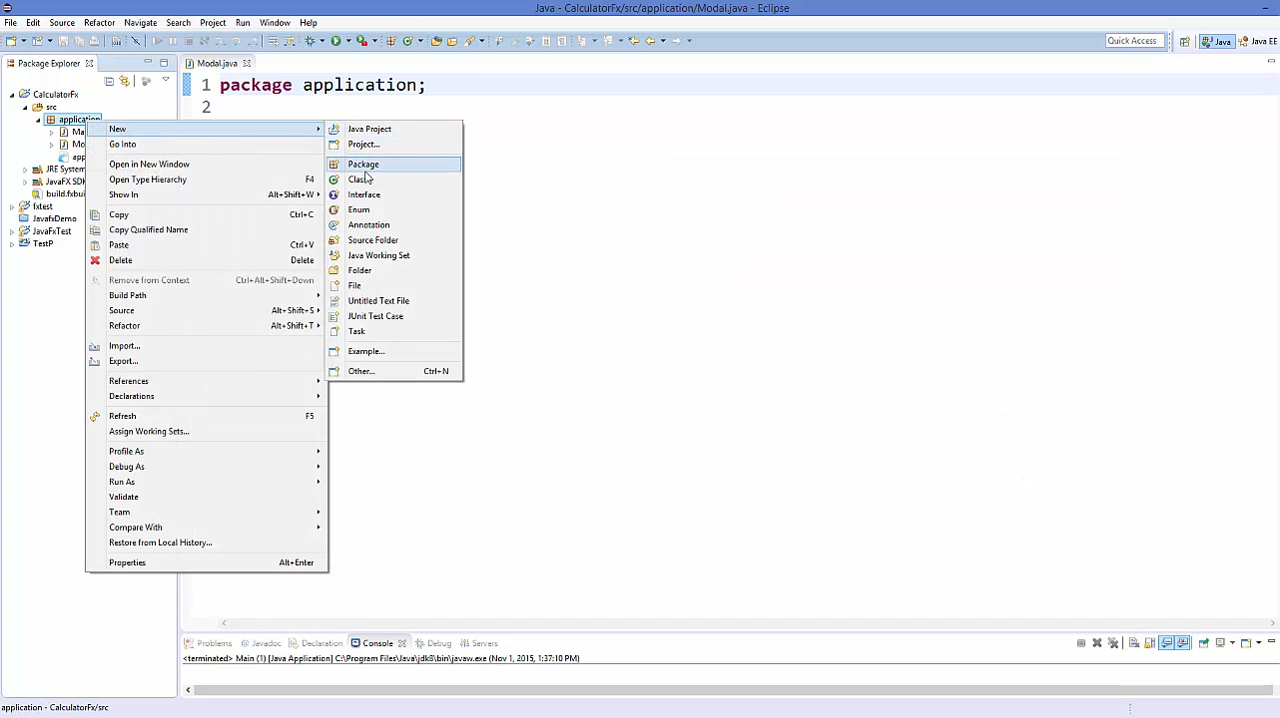 Java - CalculatorFx/src/application/Modal.java - Eclipse
File Edit Source Refactor Navigate Search Project Run Window Help
Quick Access Java Java EE
Package Explorer
Modal.java
CalculatorFx
src
application
Ma
Mo
app
JRE System
JavaFX SDK
build.fxbui
fxtest
JavafxDemo
JavaFxTest
TestP
1 package application;
2
New
Go Into
Open in New Window
Open Type Hierarchy F4
Show In Alt+Shift+W
Copy Ctrl+C
Copy Qualified Name
Paste Ctrl+V
Delete Delete
Remove from Context Ctrl+Alt+Shift+Down
Build Path
Source Alt+Shift+S
Refactor Alt+Shift+T
Import...
Export...
References
Declarations
Refresh F5
Assign Working Sets...
Profile As
Debug As
Run As
Validate
Team
Compare With
Restore from Local History...
Properties Alt+Enter
Java Project
Project...
Package
Class
Interface
Enum
Annotation
Source Folder
Java Working Set
Folder
File
Untitled Text File
JUnit Test Case
Task
Example...
Other... Ctrl+N
Problems Javadoc Declaration Console Debug Servers
<terminated> Main (1) [Java Application] C:\Program Files\Java\jdk8\bin\javaw.exe (Nov 1, 2015, 1:37:10 PM)
application - CalculatorFx/src